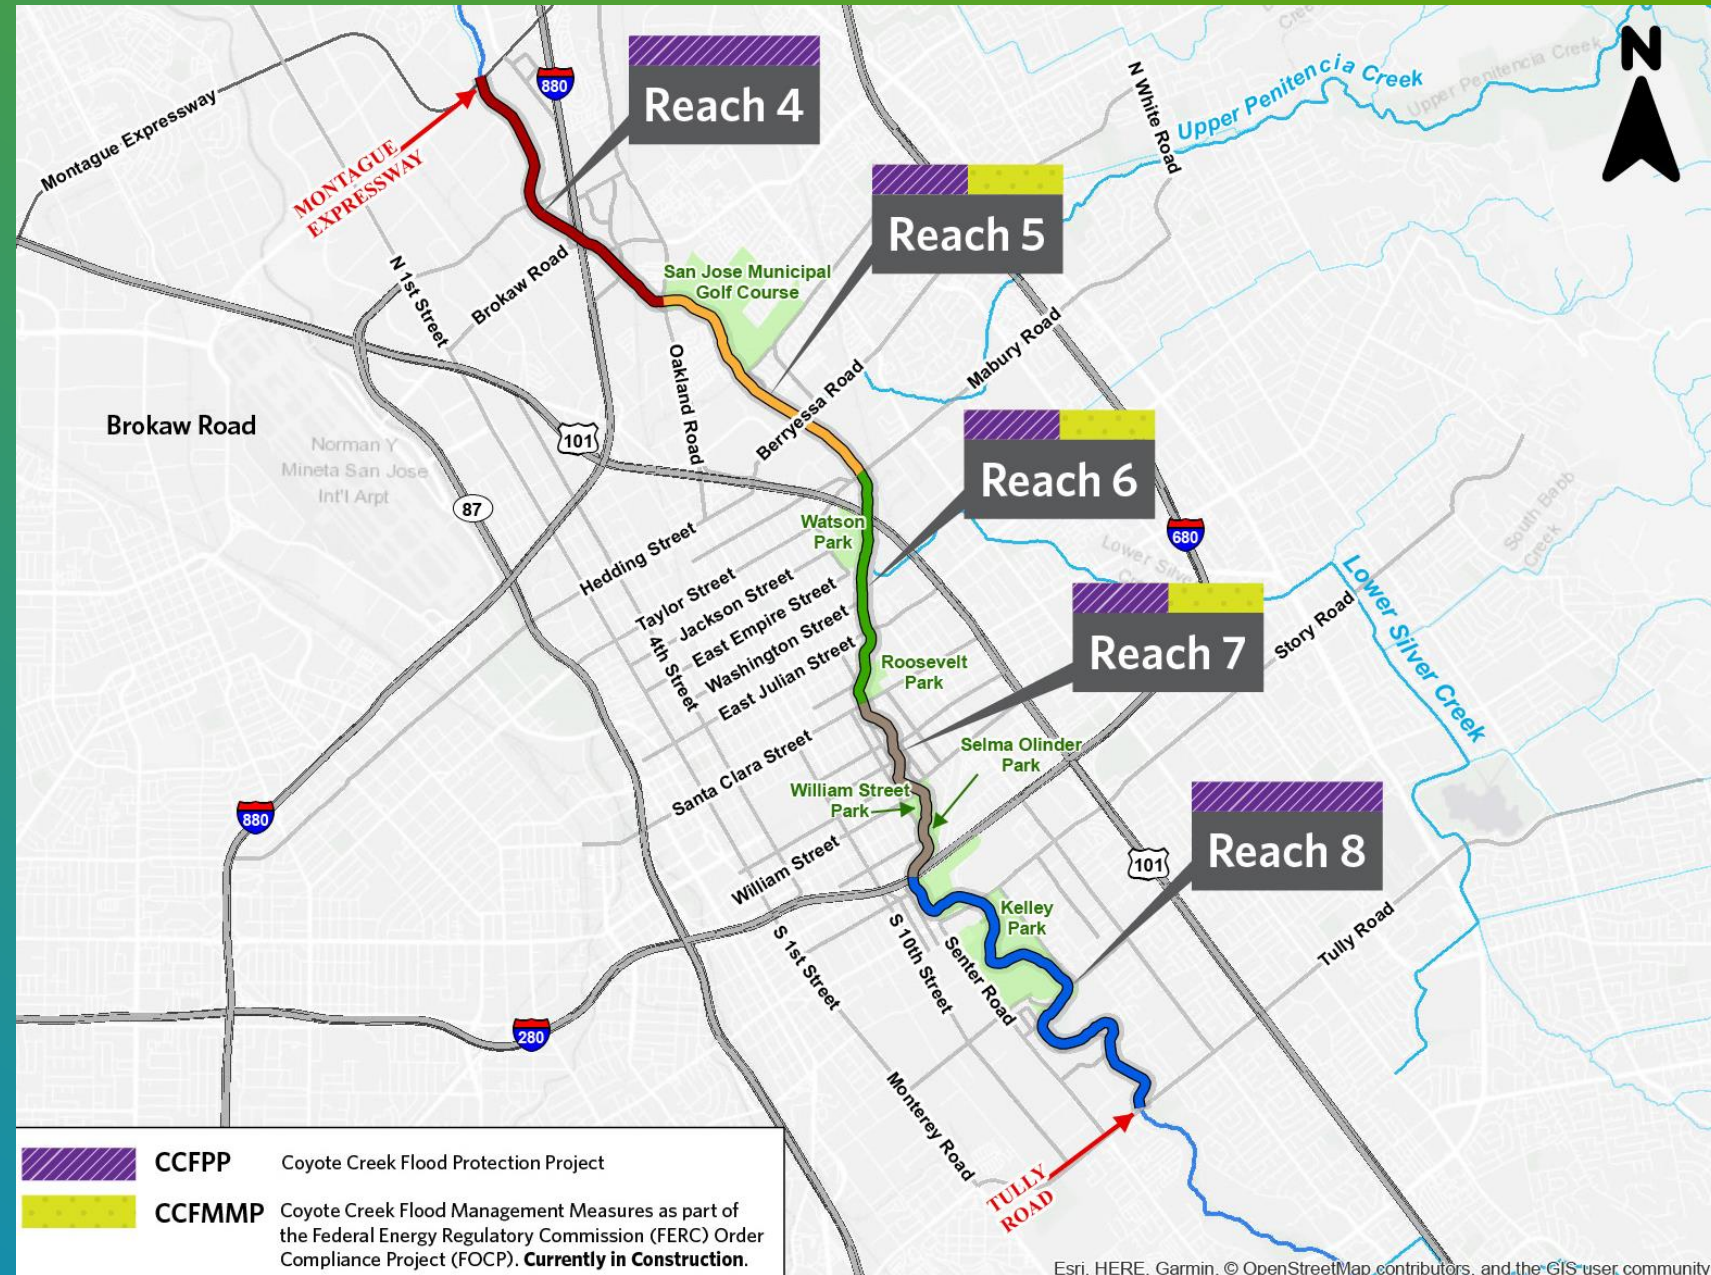 N
880
Reach 4
Montague Expressway
MONTAGUE
EXPRESSWAY
N White Road
Upper Penitencia Creek
Upper Penitencia Creek
Reach 5
N 1st Street
Brokaw Road
San Jose Municipal
Golf Course
Oakland Road
Berryessa Road
Mabury Road
Brokaw Road
Norman Y
Mineta San Jose
Int'l Arpt
101
87
Reach 6
Watson
Park
680
South Babb
Creek
Lower Silver Creek
Hedding Street
Taylor Street
Jackson Street
East Empire Street
Washington Street
East Julian Street
4th Street
Roosevelt
Park
Reach 7
Story Road
Lower Silve
Santa Clara Street
Selma Olinder
Park
William Street
Park
880
William Street
Reach 8
101
Kelley
Park
Tully Road
S 1st Street
S 10th Street
Senter Road
280
Monterey Road
TULLY
ROAD
CCFPP Coyote Creek Flood Protection Project
CCFMMP Coyote Creek Flood Management Measures as part of
the Federal Energy Regulatory Commission (FERC) Order
Compliance Project (FOCP). Currently in Construction.
Esri, HERE, Garmin, © OpenStreetMap contributors, and the GIS user community